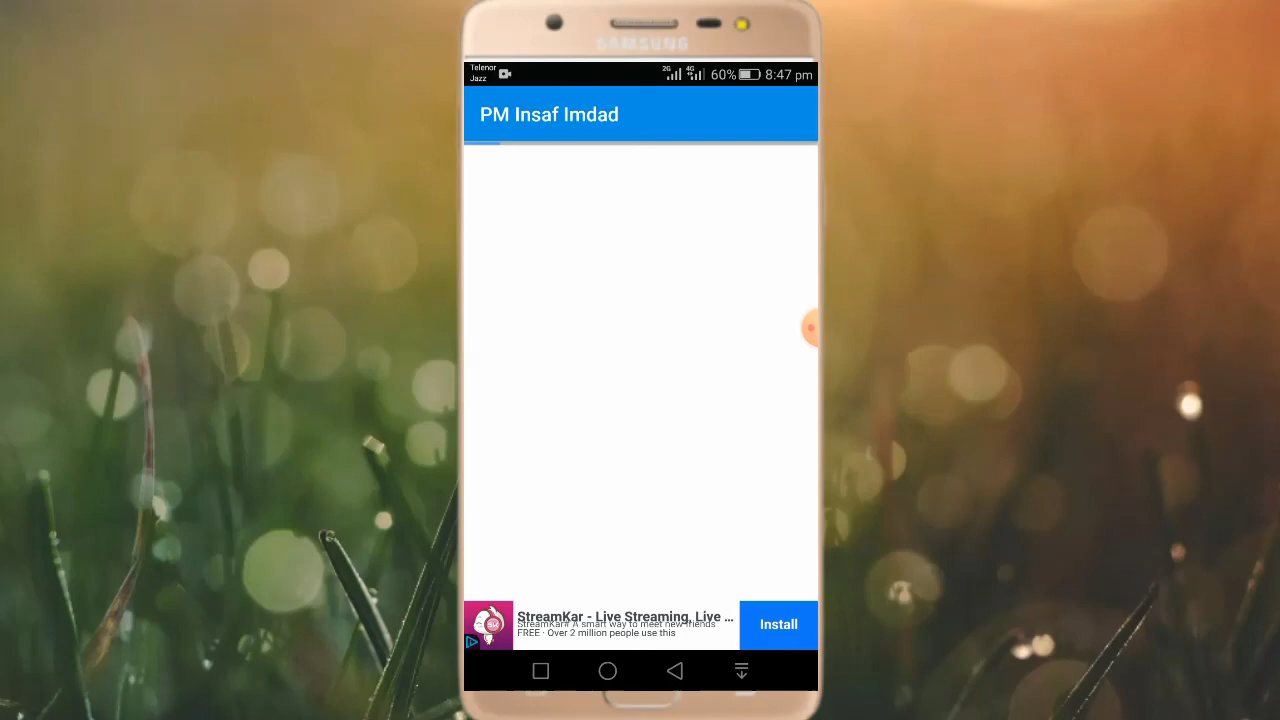 SAMSUNG
Telenor
Jazz
2G 4G 60% 8:47 pm
PM Insaf Imdad
StreamKar - Live Streaming, Live ...
StreamKar# A smart way to meet new friends
FREE · Over 2 million people use this
Install